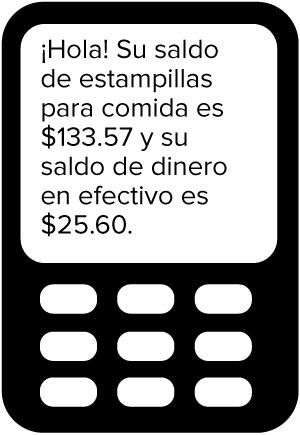 ¡Hola! Su saldo
de estampillas
para comida es
$133.57 y su
saldo de dinero
en efectivo es
$25.60.